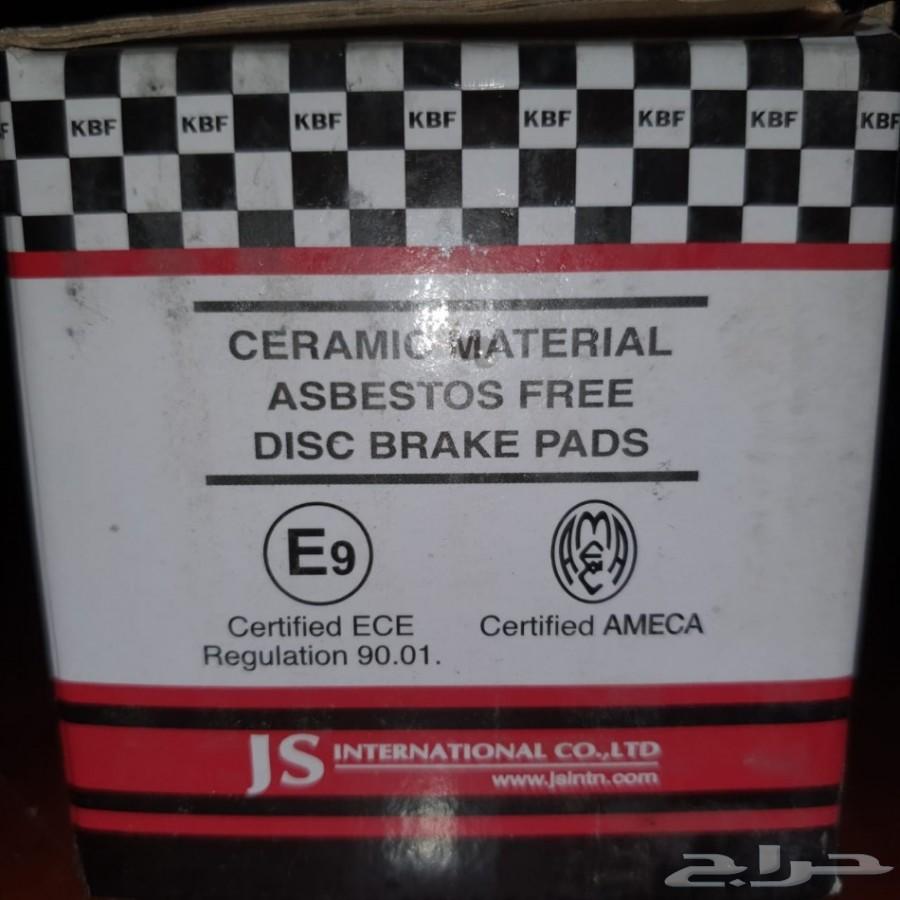 F KBF KBF KBF KBF KBF KBF KBF KBF
CERAMIC MATERIAL
ASBESTOS FREE
DISC BRAKE PADS
E9
AMECA
Certified ECE
Regulation 90.01.
Certified AMECA
JS INTERNATIONAL CO.,LTD
www.jsintn.com
حراج